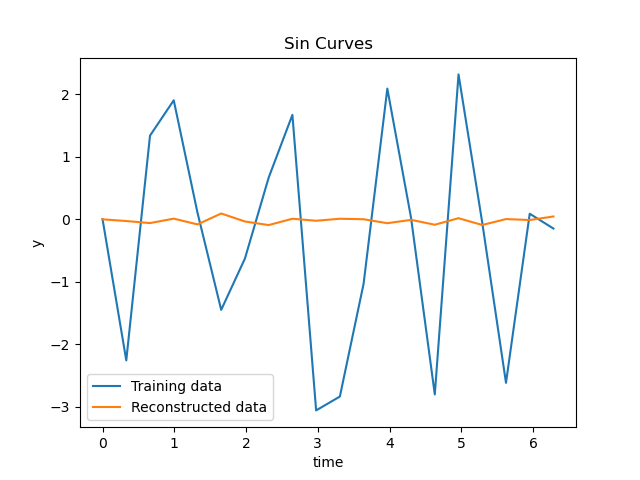 Sin Curves
y
2
1
0
−1
−2
−3
Training data
Reconstructed data
0 1 2 3 4 5 6
time